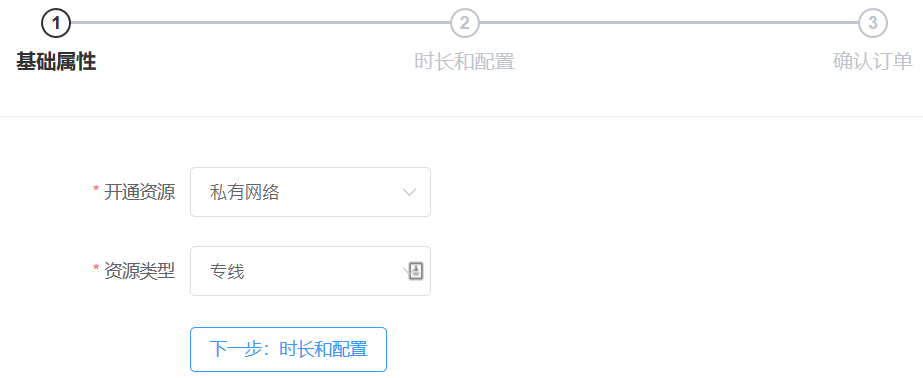 1 2 3
基础属性 时长和配置 确认订单
* 开通资源 私有网络
* 资源类型 专线
下一步：时长和配置